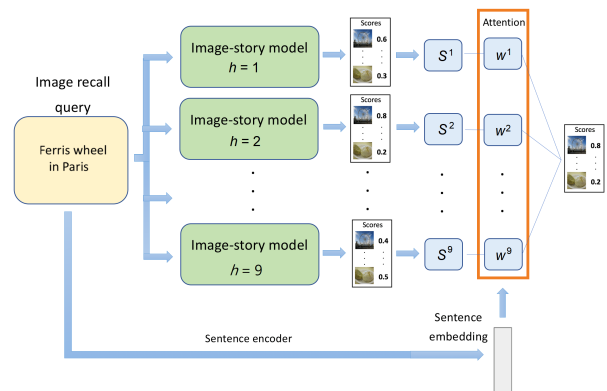 Image recall
query
Ferris wheel
in Paris
Image-story model
h = 1
Scores
0.6
0.3
S¹
Attention
w¹
Image-story model
h = 2
Scores
0.8
0.2
S²
w²
Scores
0.8
0.2
Image-story model
h = 9
Scores
0.4
0.5
S⁹
w⁹
Sentence encoder
Sentence
embedding